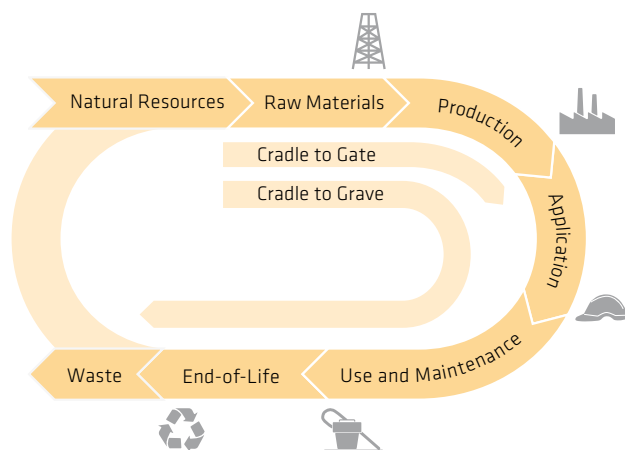 Natural Resources
Raw Materials
Production
Cradle to Gate
Cradle to Grave
Application
Use and Maintenance
End-of-Life
Waste